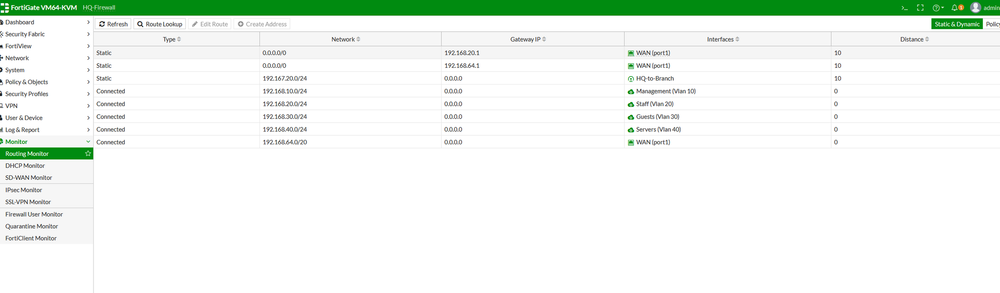 FortiGate VM64-KVM HQ-Firewall 1 admin
Dashboard
Security Fabric
FortiView
Network
System
Policy & Objects
Security Profiles
VPN
User & Device
Log & Report
Monitor
Routing Monitor
DHCP Monitor
SD-WAN Monitor
IPsec Monitor
SSL-VPN Monitor
Firewall User Monitor
Quarantine Monitor
FortiClient Monitor
Refresh Route Lookup Edit Route Create Address Static & Dynamic Policy
Type Network Gateway IP Interfaces Distance
Static 0.0.0.0/0 192.168.20.1 WAN (port1) 10
Static 0.0.0.0/0 192.168.64.1 WAN (port1) 10
Static 192.167.20.0/24 0.0.0.0 HQ-to-Branch 10
Connected 192.168.10.0/24 0.0.0.0 Management (Vlan 10) 0
Connected 192.168.20.0/24 0.0.0.0 Staff (Vlan 20) 0
Connected 192.168.30.0/24 0.0.0.0 Guests (Vlan 30) 0
Connected 192.168.40.0/24 0.0.0.0 Servers (Vlan 40) 0
Connected 192.168.64.0/20 0.0.0.0 WAN (port1) 0